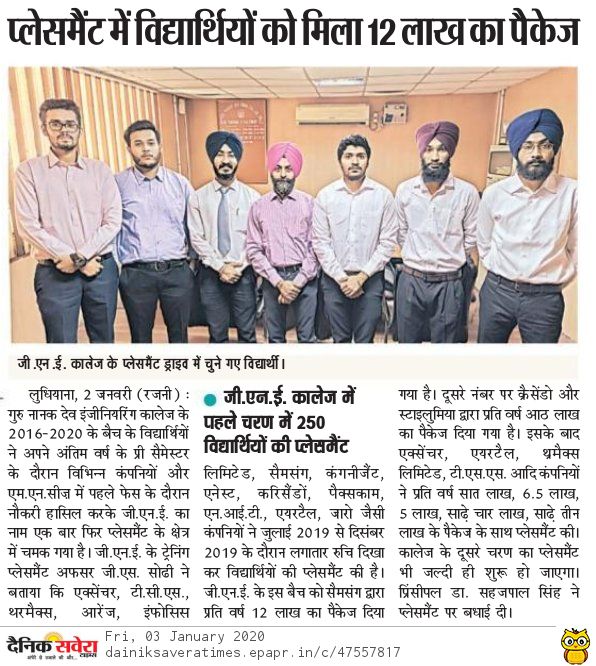 प्लेसमैंट में विद्यार्थियों को मिला 12 लाख का पैकेज
जी .एन .ई. कालेज के प्लेसमैंट ड्राइव में चुने गए विद्यार्थी।
लुधियाना, 2 जनवरी (रजनी) :
गुरु नानक देव इंजीनियरिंग कालेज के
2016-2020 के बैच के विद्यार्थियों
ने अपने अंतिम वर्ष के प्री सैमेस्टर
के दौरान विभिन्न कंपनियों और
एम.एन.सीज़ में पहले फेस के दौरान
नौकरी हासिल करके जी.एन.ई. का
नाम एक बार फिर प्लेसमैंट के क्षेत्र
में चमक गया है। जी.एन.ई. के ट्रेनिंग
प्लेसमैंट अफसर जी.एस. सोढी ने
बताया कि एक्सेंचर, टी.सी.एस.,
थरमैक्स, आरेंज, इंफोसिस
जी.एन.ई. कालेज में
पहले चरण में 250
विद्यार्थियों की प्लेसमैंट
लिमिटेड, सैमसंग, कंगनीजैंट,
एनेस्ट, करिसैंडों, पैक्सकाम,
एन.आई.टी., एयरटैल, जारो जैसी
कंपनियों ने जुलाई 2019 से दिसंबर
2019 के दौरान लगातार रुचि दिखा
कर विद्यार्थियों की प्लेसमैंट की है।
जी.एन.ई. के इस बैच को सैमसंग द्वारा
प्रति वर्ष 12 लाख का पैकज दिया
गया है। दूसरे नंबर पर क्रैसेंडो और
स्टाइलुमिया द्वारा प्रति वर्ष आठ लाख
का पैकज दिया गया है। इसके बाद
एक्सेंचर, एयरटैल, थ्रमैक्स
लिमिटेड, टी.एस.एस. आदि कंपनियों
ने प्रति वर्ष सात लाख, 6.5 लाख,
5 लाख, साढ़े चार लाख, साढ़े तीन
लाख के पैकेज के साथ प्लेसमैंट की।
कालेज के दूसरे चरण का प्लेसमैंट
भी जल्दी ही शुरू हो जाएगा।
प्रिंसीपल डा. सहजपाल सिंह ने
प्लेसमैंट पर बधाई दी।
दैनिक सवेरा टाइम्स
Fri, 03 January 2020
dainiksaveratimes.epapr.in/c/47557817